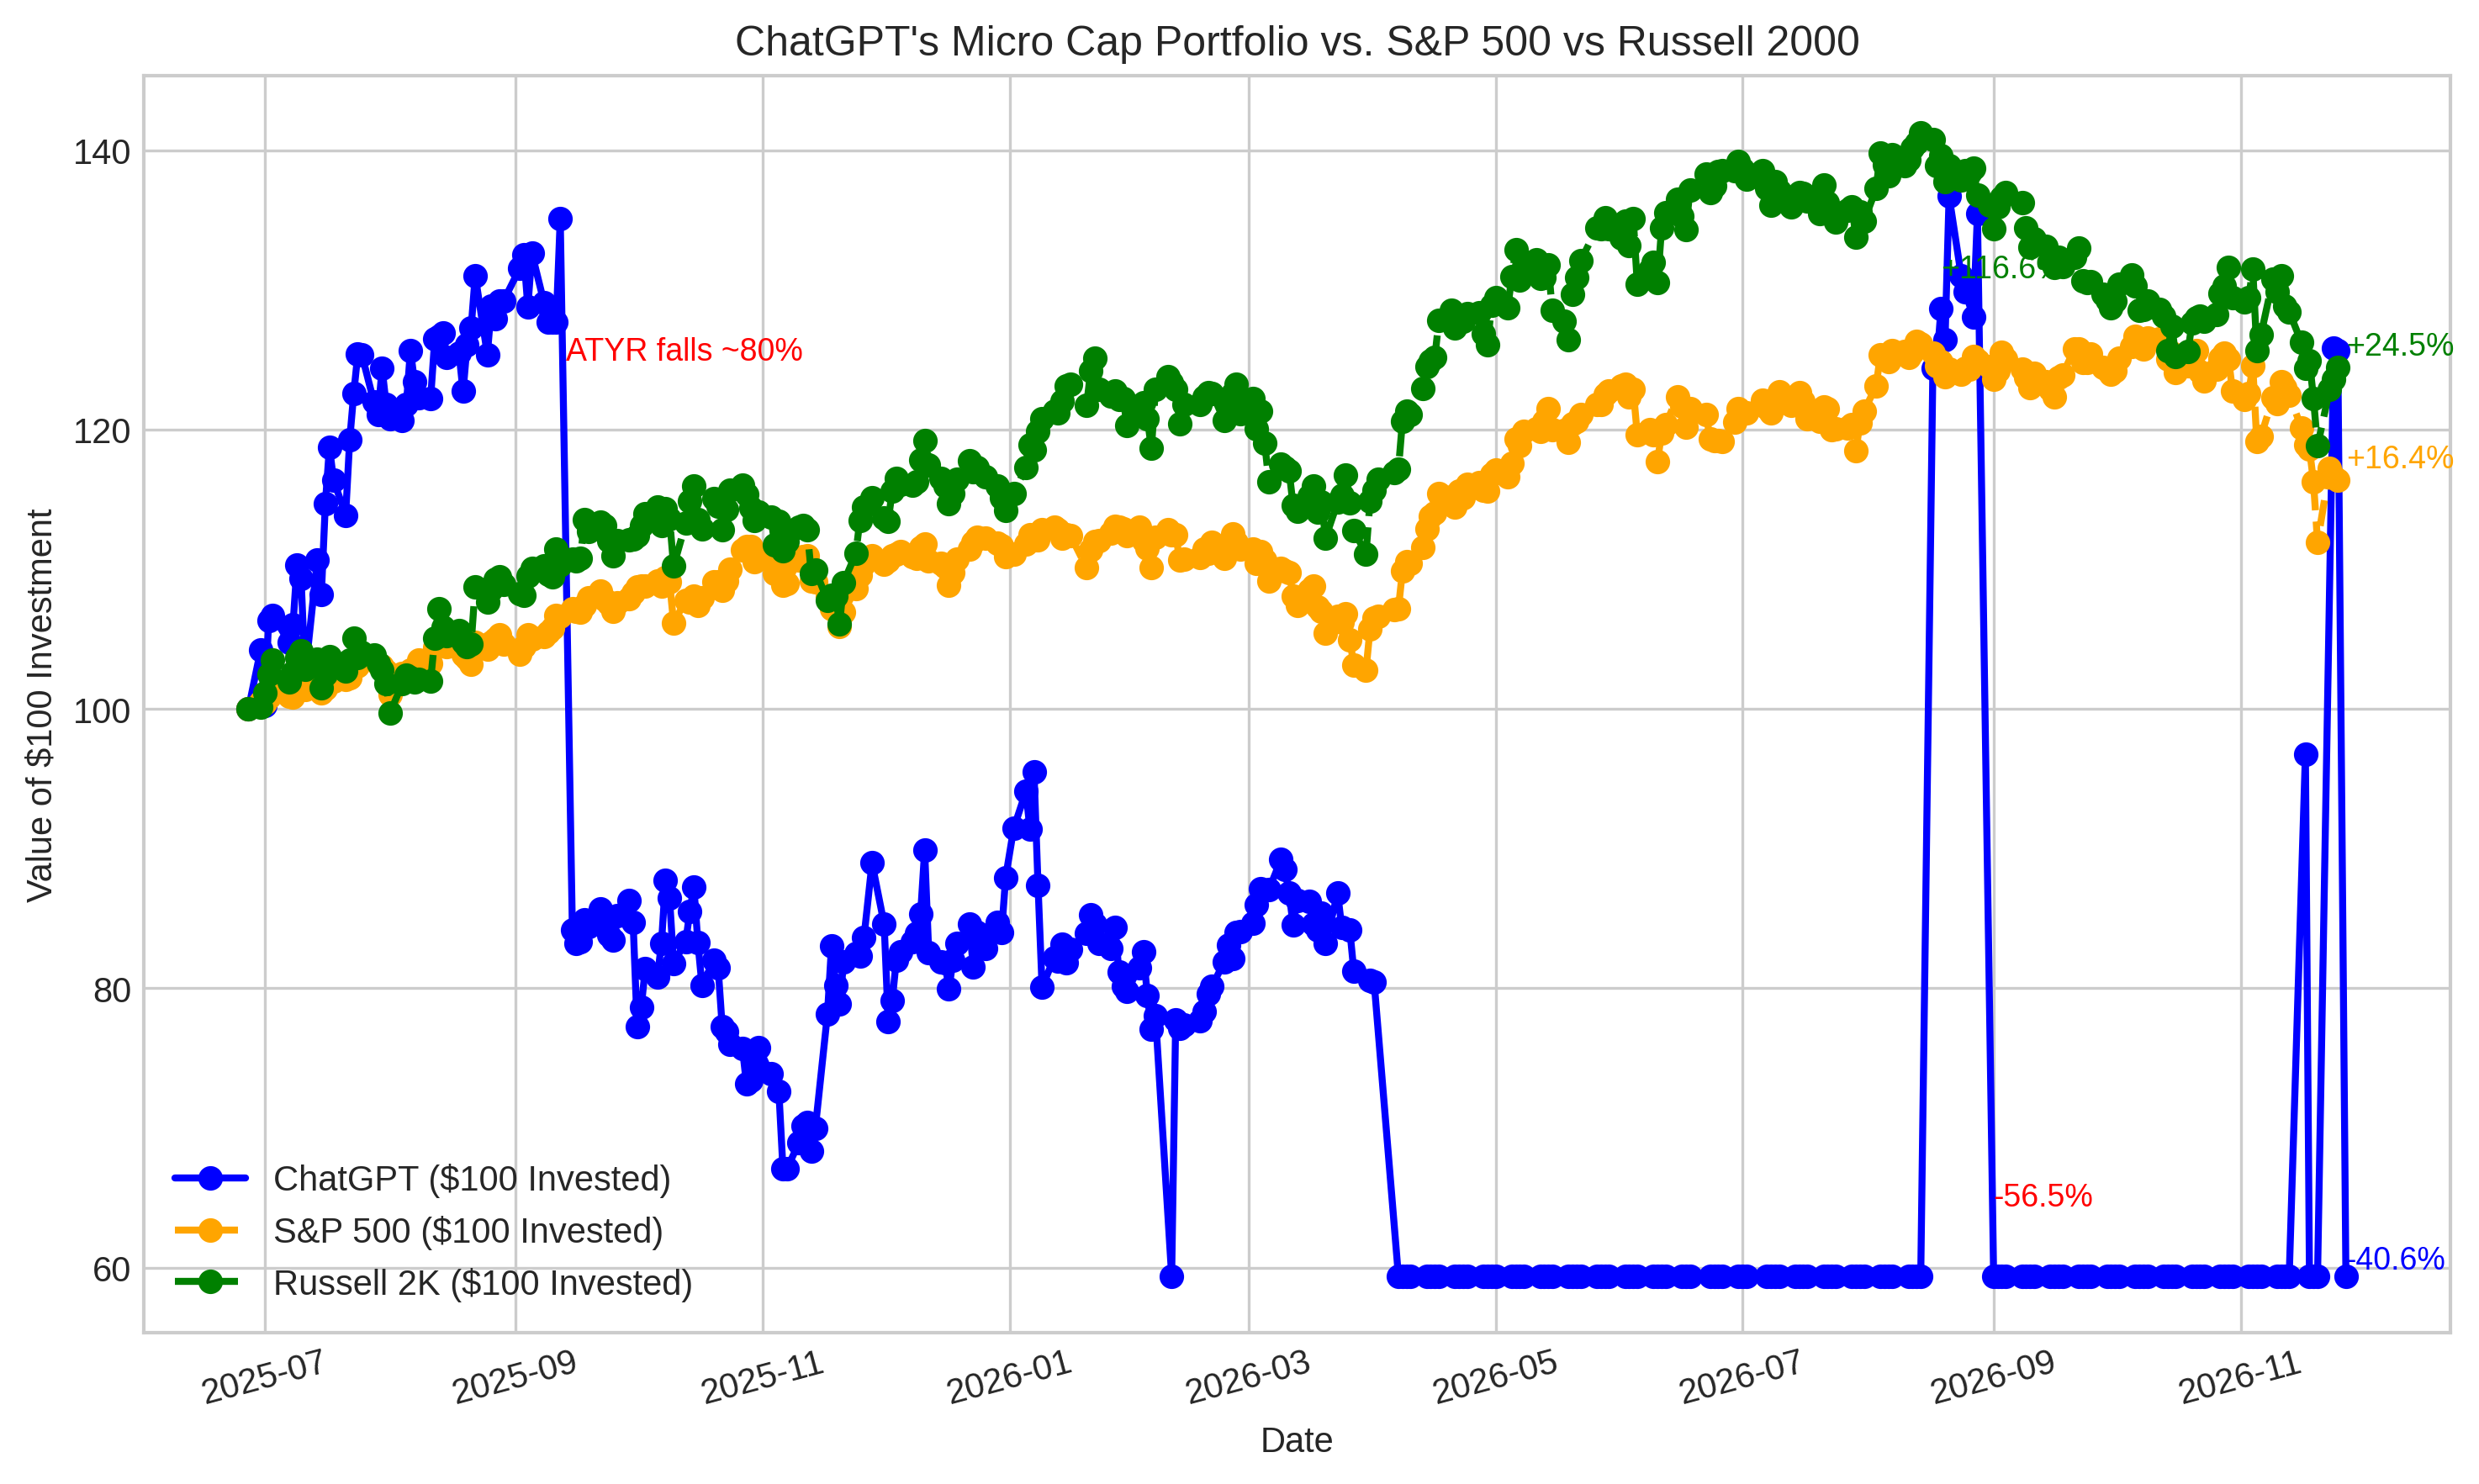 ChatGPT's Micro Cap Portfolio vs. S&P 500 vs Russell 2000
Value of $100 Investment
140
120
100
80
60
+116.6
ATYR falls ~80%
+24.5%
+16.4%
-56.5%
-40.6%
ChatGPT ($100 Invested)
S&P 500 ($100 Invested)
Russell 2K ($100 Invested)
2025-07
2025-09
2025-11
2026-01
2026-03
2026-05
2026-07
2026-09
2026-11
Date